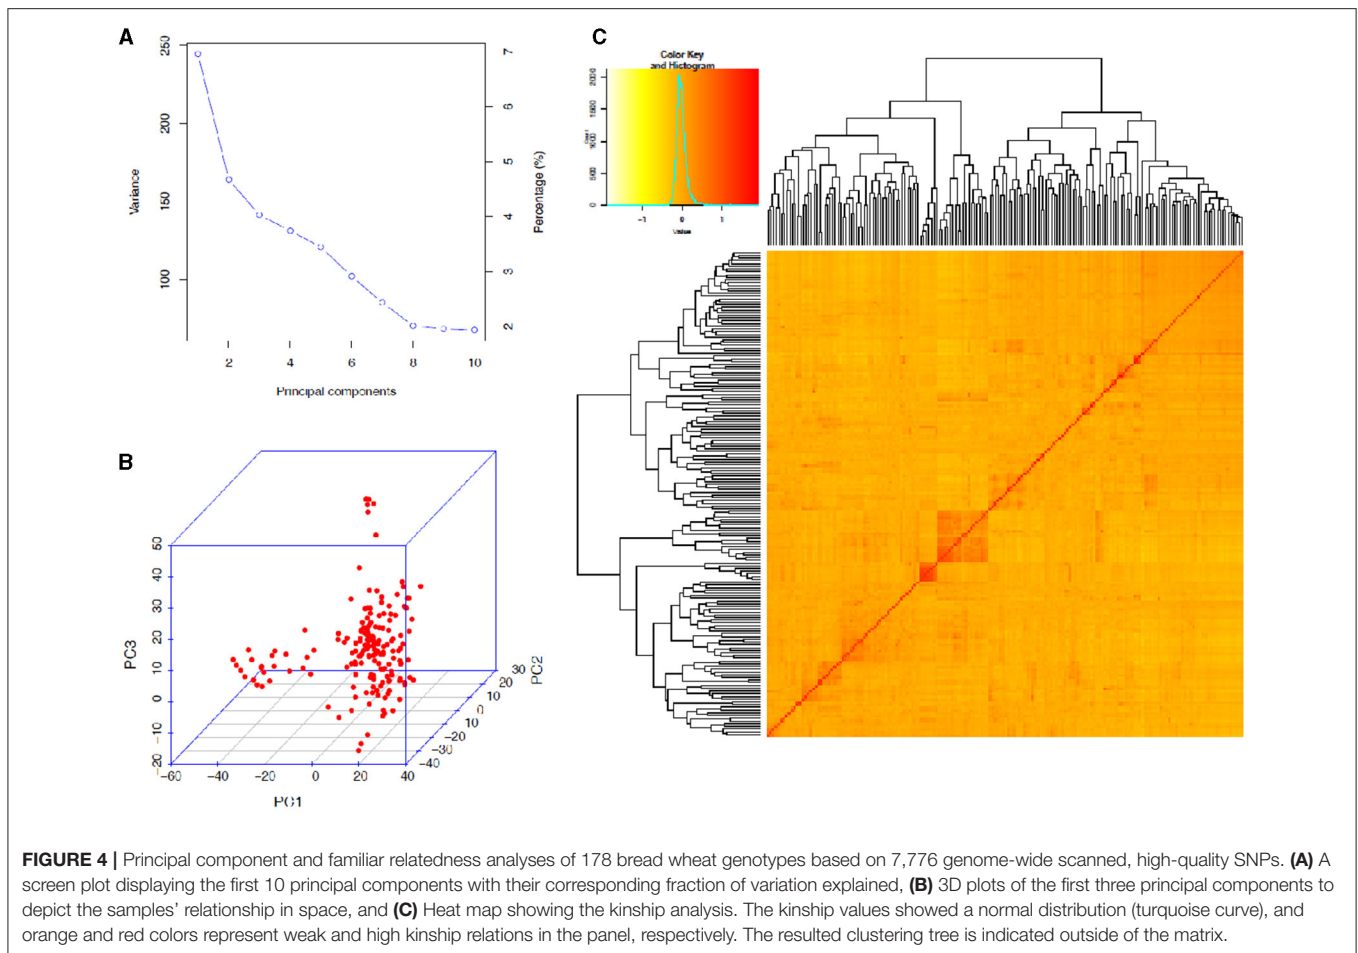 A
Variance
250
200
150
100
7
6
5
4
3
2
Percentage (%)
2
4
6
8
10
Principal components
B
PC3
50
40
30
20
10
0
−10
−20
−60
−40
−20
0
20
40
PC1
30
20
10
0
−10
−20
−30
−40
PC2
C
Color Key
and Histogram
Count
2000
1500
1000
500
0
−1
0
1
Value
FIGURE 4 | Principal component and familiar relatedness analyses of 178 bread wheat genotypes based on 7,776 genome-wide scanned, high-quality SNPs. (A) A
screen plot displaying the first 10 principal components with their corresponding fraction of variation explained, (B) 3D plots of the first three principal components to
depict the samples' relationship in space, and (C) Heat map showing the kinship analysis. The kinship values showed a normal distribution (turquoise curve), and
orange and red colors represent weak and high kinship relations in the panel, respectively. The resulted clustering tree is indicated outside of the matrix.